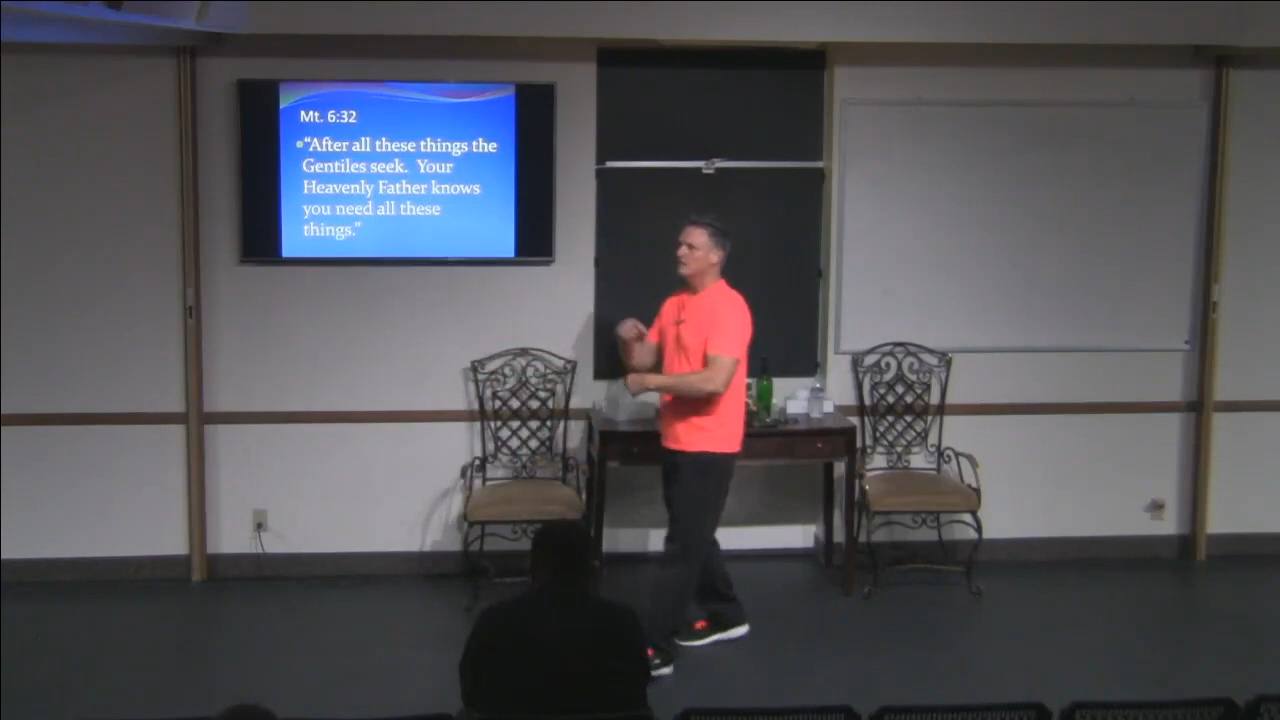 Mt. 6:32
“After all these things the
Gentiles seek. Your
Heavenly Father knows
you need all these
things.”